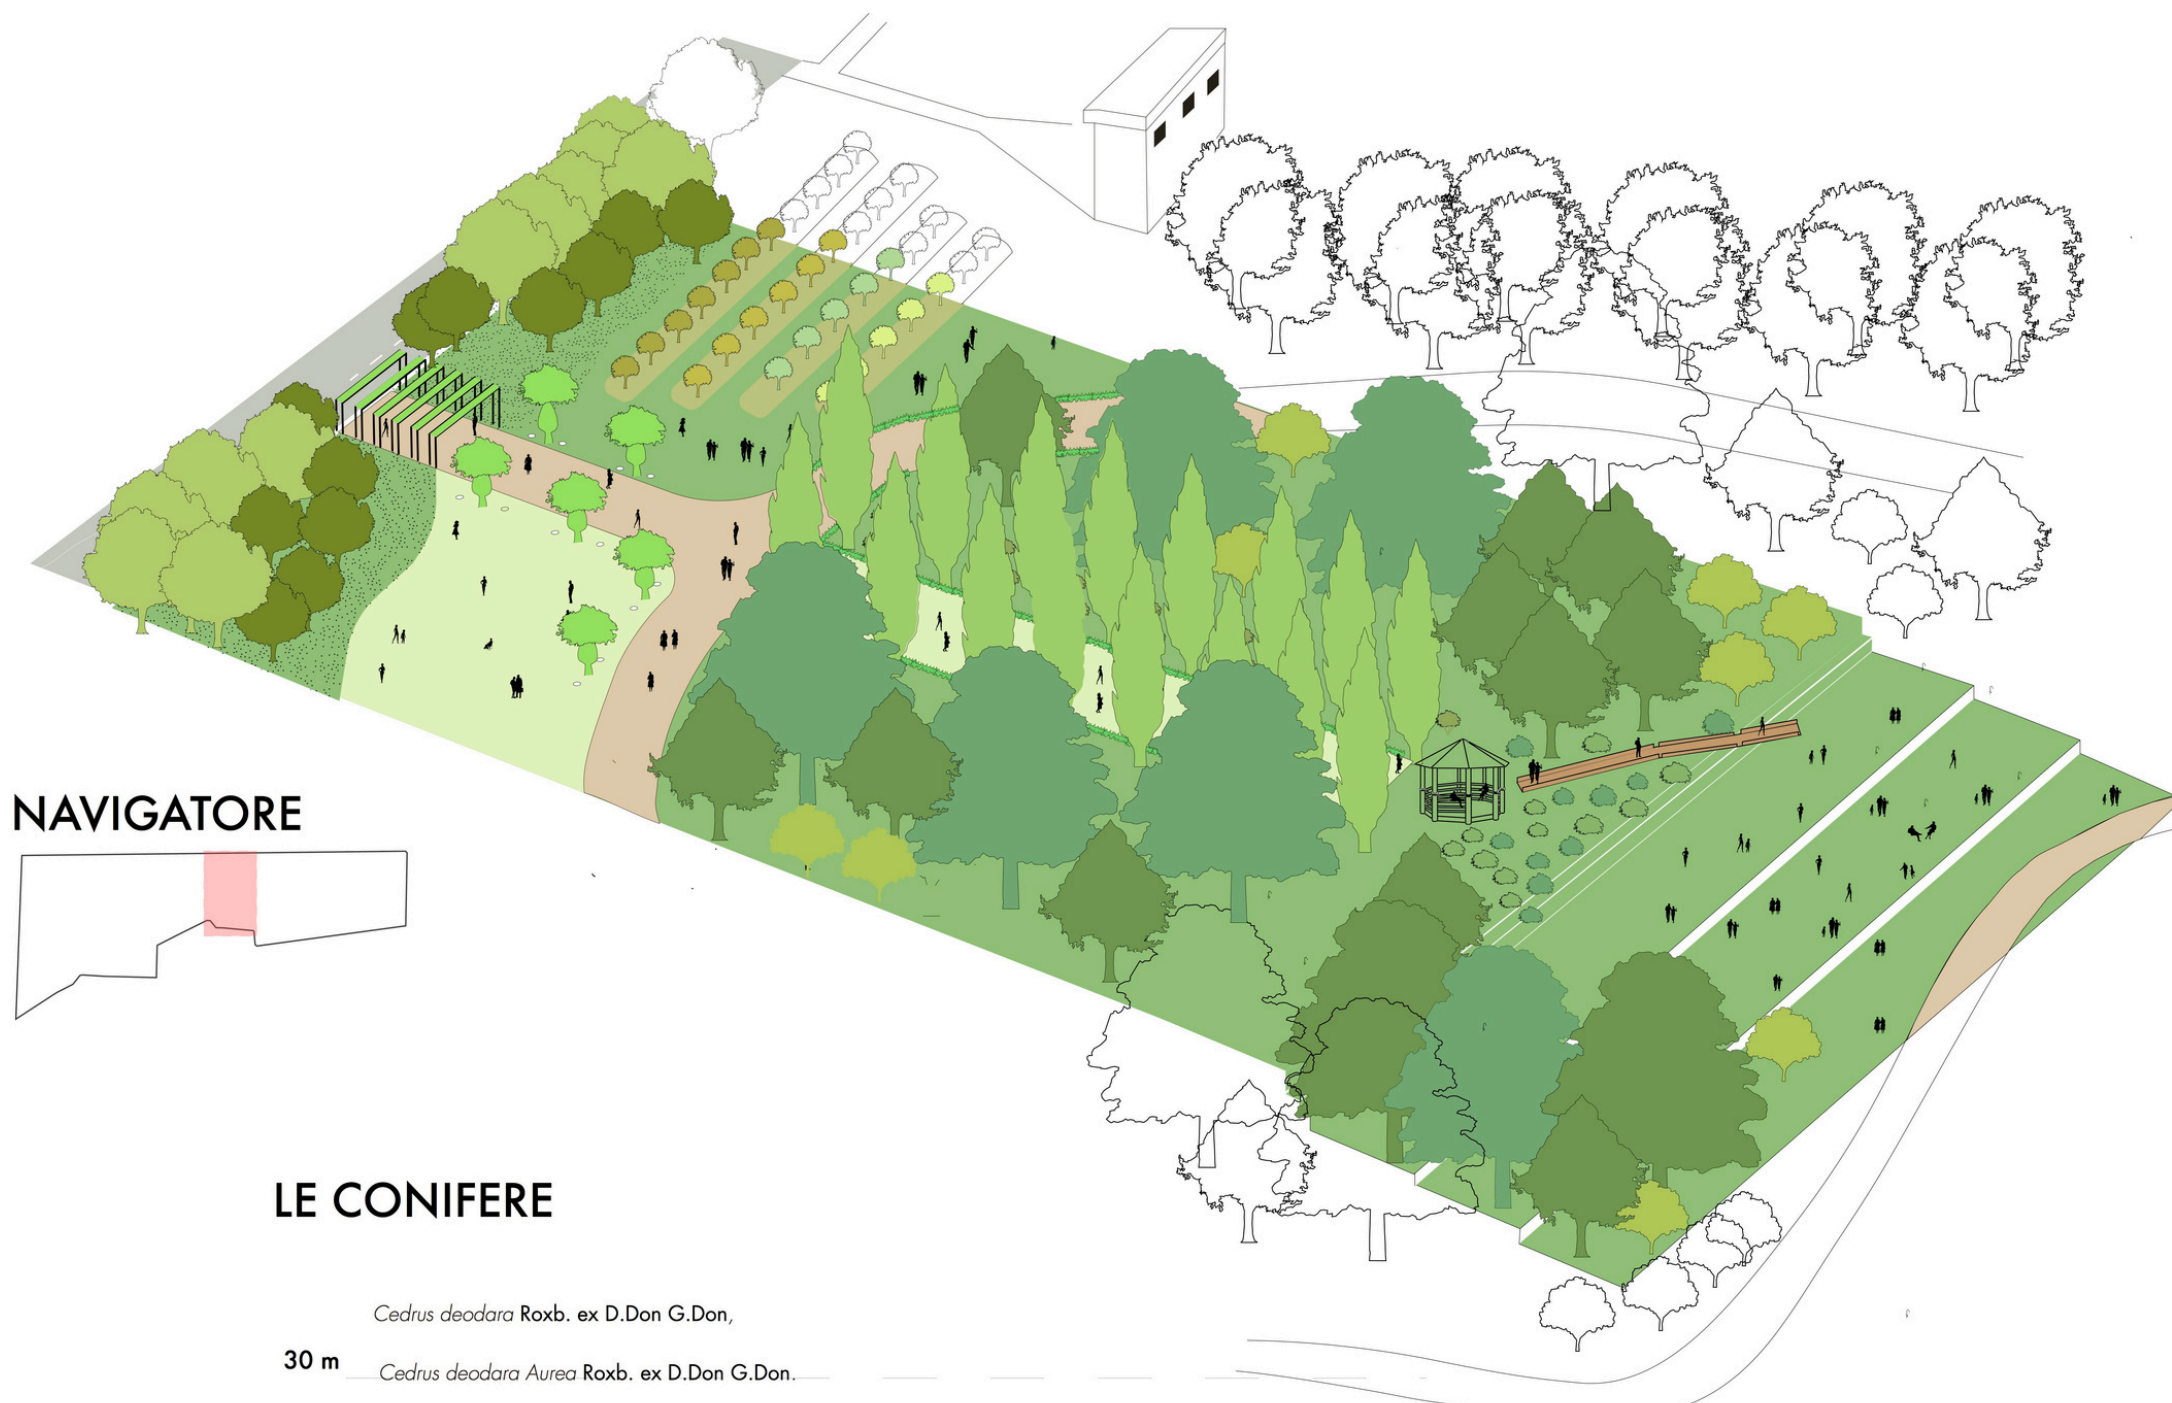 NAVIGATORE
LE CONIFERE
Cedrus deodara Roxb. ex D.Don G.Don,
30 m
Cedrus deodara Aurea Roxb. ex D.Don G.Don.